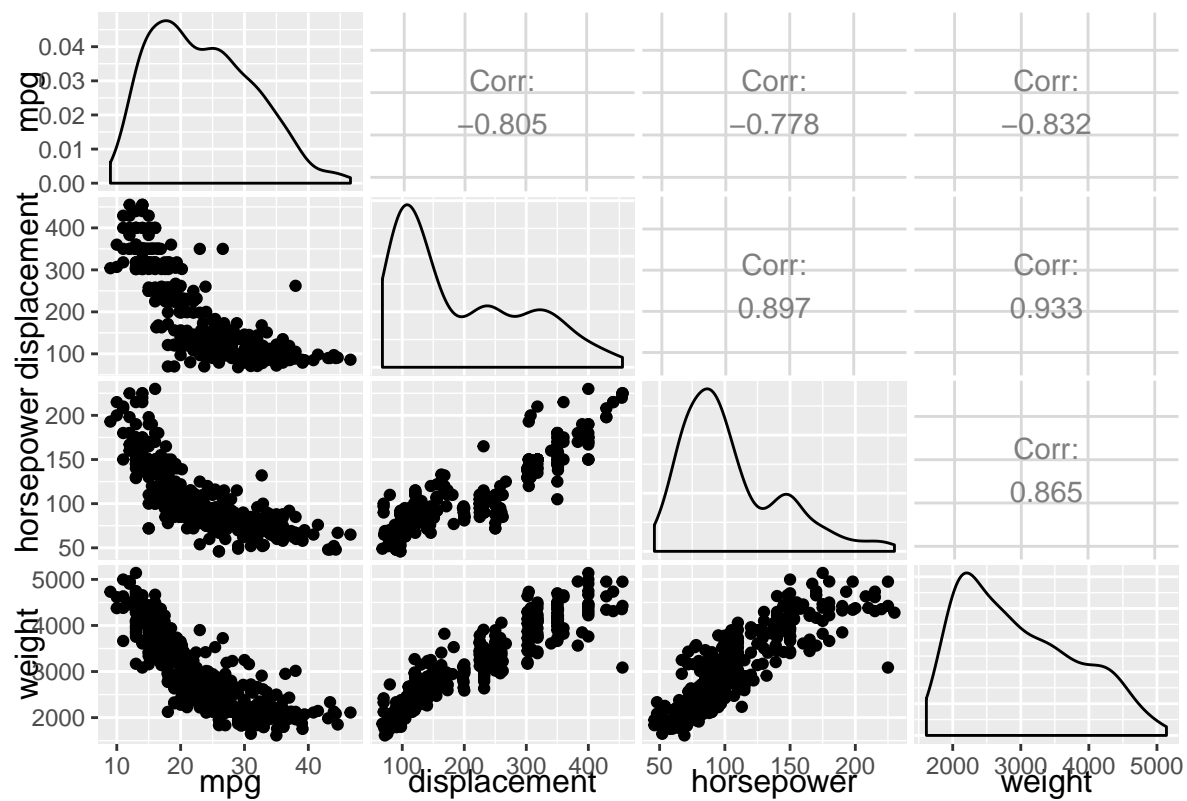 mpg
0.04
0.03
0.02
0.01
0.00
Corr:
−0.805
Corr:
−0.778
Corr:
−0.832
displacement
400
300
200
100
Corr:
0.897
Corr:
0.933
horsepower
200
150
100
50
Corr:
0.865
weight
5000
4000
3000
2000
10 20 30 40
100 200 300 400
50 100 150 200
2000 3000 4000 5000
mpg
displacement
horsepower
weight